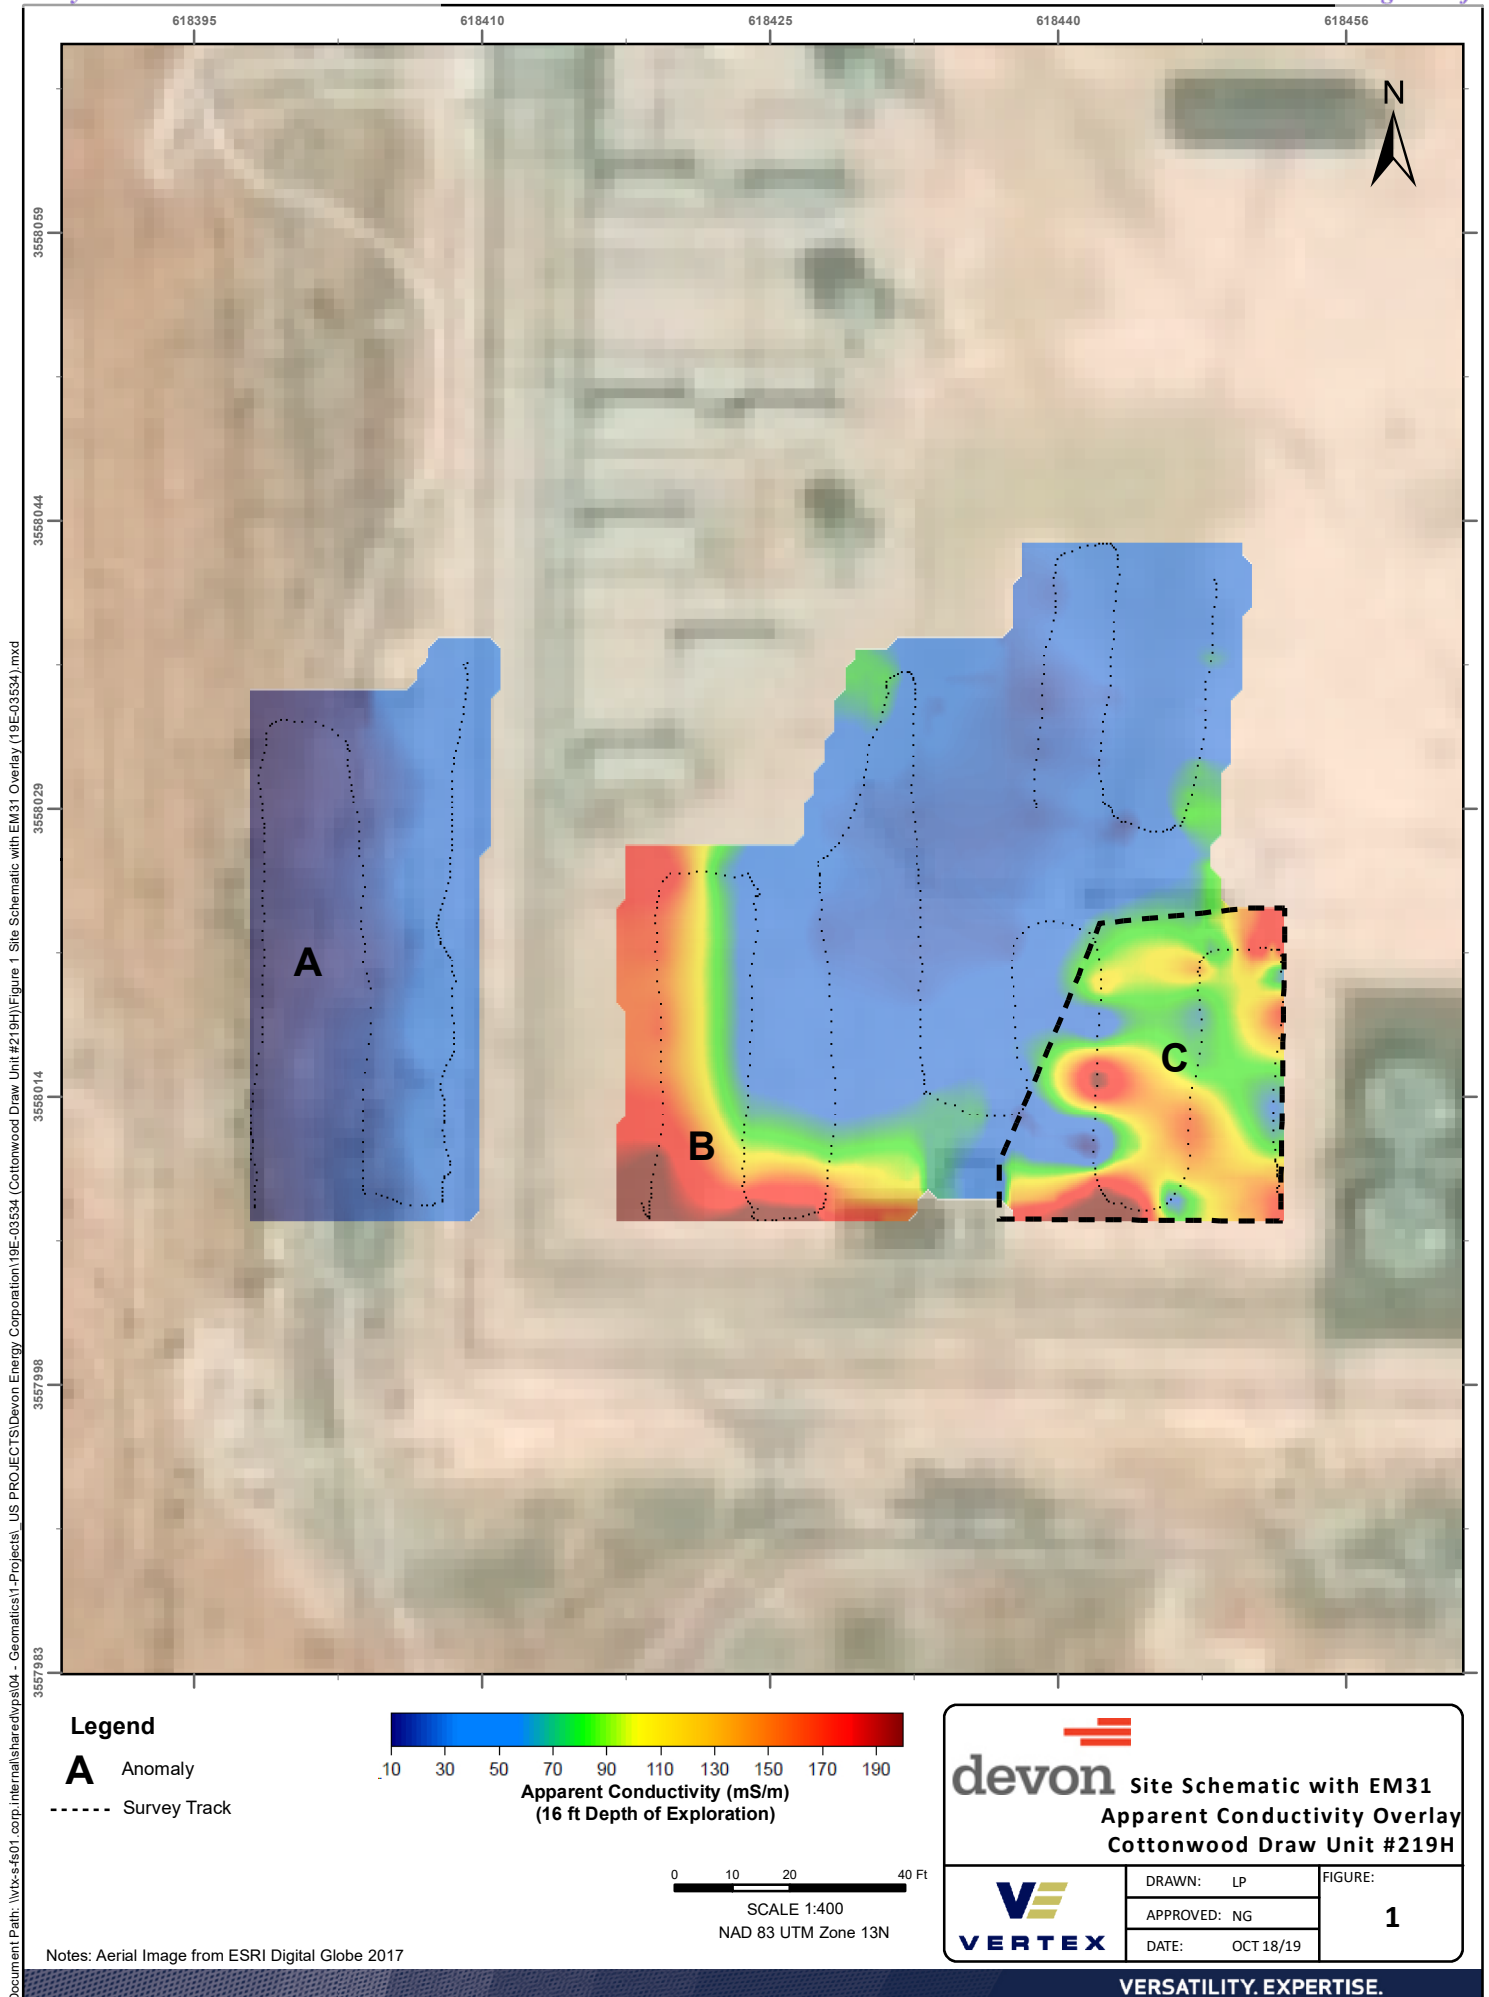 618395 618410 618425 618440 618456
N
3558059
3558044
3558029
3558014
3557998
3557983
A
B
C
Document Path: \\vtx-s-fs01.corp.internal\shared\vps\04 - Geomatics\1-Projects\_US PROJECTS\Devon Energy Corporation\19E-03534 (Cottonwood Draw Unit #219H)\Figure 1 Site Schematic with EM31 Overlay (19E-03534).mxd
Legend
A Anomaly
Survey Track
10 30 50 70 90 110 130 150 170 190
Apparent Conductivity (mS/m)
(16 ft Depth of Exploration)
0 10 20 40 Ft
SCALE 1:400
NAD 83 UTM Zone 13N
Notes: Aerial Image from ESRI Digital Globe 2017
devon
Site Schematic with EM31
Apparent Conductivity Overlay
Cottonwood Draw Unit #219H
VE
VERTEX
DRAWN: LP
APPROVED: NG
DATE: OCT 18/19
FIGURE:
1
VERSATILITY. EXPERTISE.